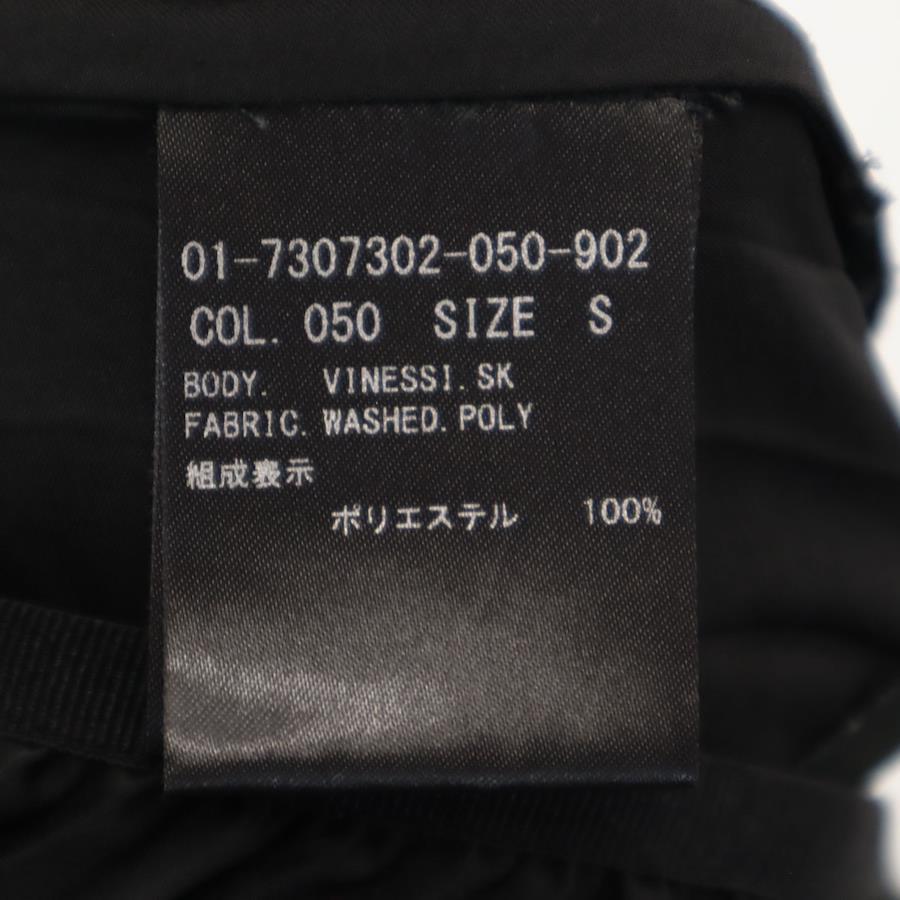 01-7307302-050-902
COL. 050 SIZE S
BODY. VINESSI. SK
FABRIC. WASHED. POLY
組成表示
ポリエステル 100%